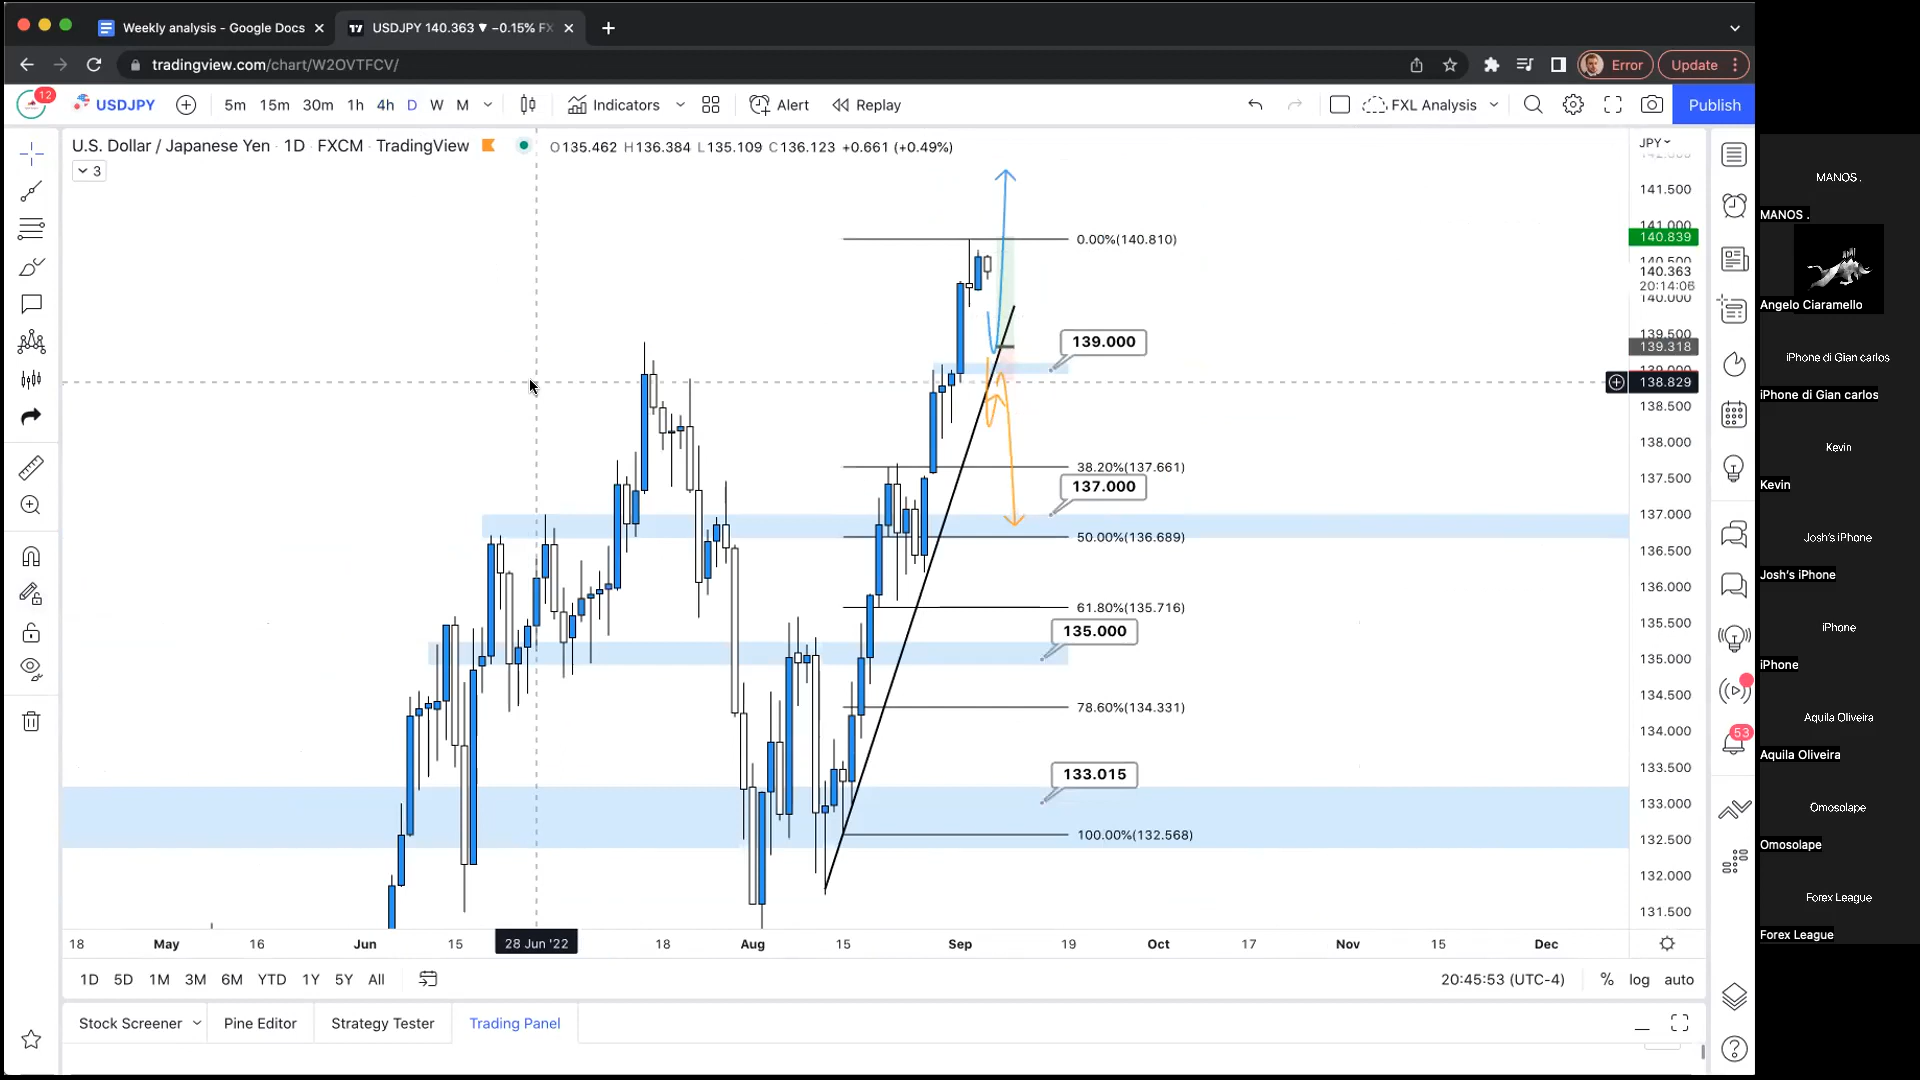 Weekly analysis - Google Docs
USDJPY 140.363 ▼ −0.15% FX
tradingview.com/chart/W2OVTFCV/
Error
Update
12
USDJPY
5m 15m 30m 1h 4h D W M
Indicators
Alert
Replay
FXL Analysis
Publish
U.S. Dollar / Japanese Yen · 1D · FXCM · TradingView
O135.462 H136.384 L135.109 C136.123 +0.661 (+0.49%)
3
JPY
141.500
141.000
140.839
140.500
140.363
20:14:06
140.000
139.500
139.318
139.000
138.829
138.500
138.000
137.500
137.000
136.500
136.000
135.500
135.000
134.500
134.000
133.500
133.000
132.500
132.000
131.500
0.00%(140.810)
139.000
38.20%(137.661)
137.000
50.00%(136.689)
61.80%(135.716)
135.000
78.60%(134.331)
133.015
100.00%(132.568)
18 May 16 Jun 15 28 Jun '22 18 Aug 15 Sep 19 Oct 17 Nov 15 Dec
1D 5D 1M 3M 6M YTD 1Y 5Y All
20:45:53 (UTC-4)
% log auto
Stock Screener
Pine Editor
Strategy Tester
Trading Panel
53
MANOS .
MANOS .
Angelo Ciaramello
iPhone di Gian carlos
iPhone di Gian carlos
Kevin
Kevin
Josh's iPhone
Josh's iPhone
iPhone
iPhone
Aquila Oliveira
Aquila Oliveira
Omosolape
Omosolape
Forex League
Forex League